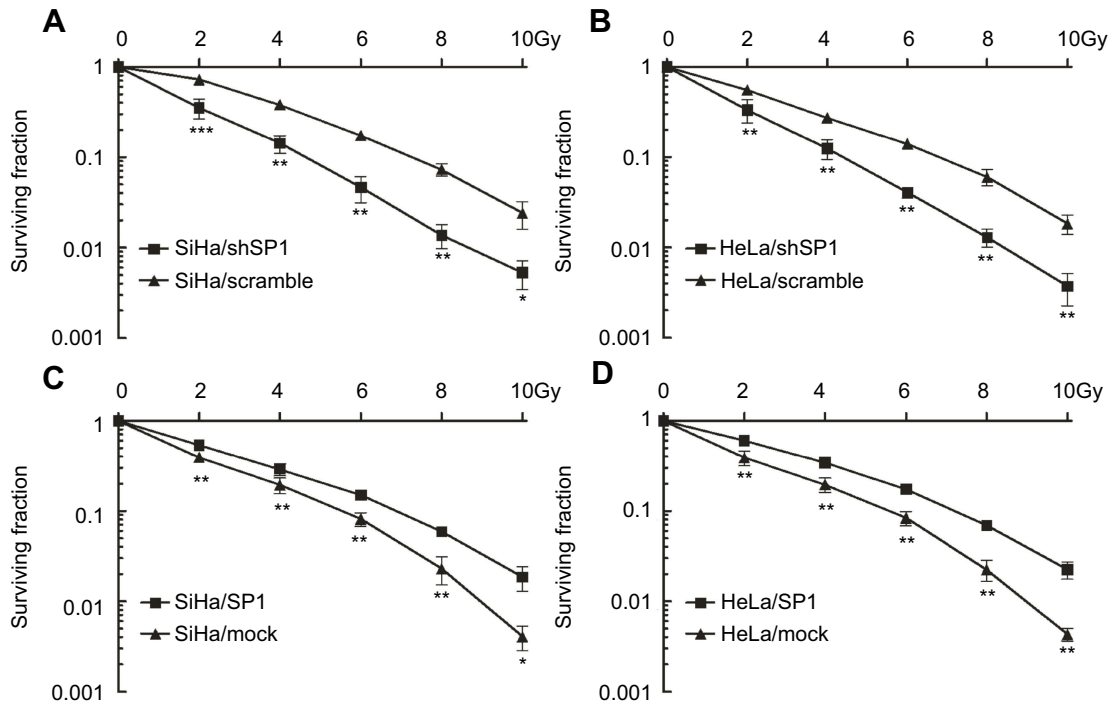 A
0 2 4 6 8 10Gy
1
0.1
0.01
0.001
Surviving fraction
***
**
**
**
*
SiHa/shSP1
SiHa/scramble
B
0 2 4 6 8 10Gy
1
0.1
0.01
0.001
Surviving fraction
**
**
**
**
**
HeLa/shSP1
HeLa/scramble
C
0 2 4 6 8 10Gy
1
0.1
0.01
0.001
Surviving fraction
**
**
**
**
*
SiHa/SP1
SiHa/mock
D
0 2 4 6 8 10Gy
1
0.1
0.01
0.001
Surviving fraction
**
**
**
**
**
HeLa/SP1
HeLa/mock